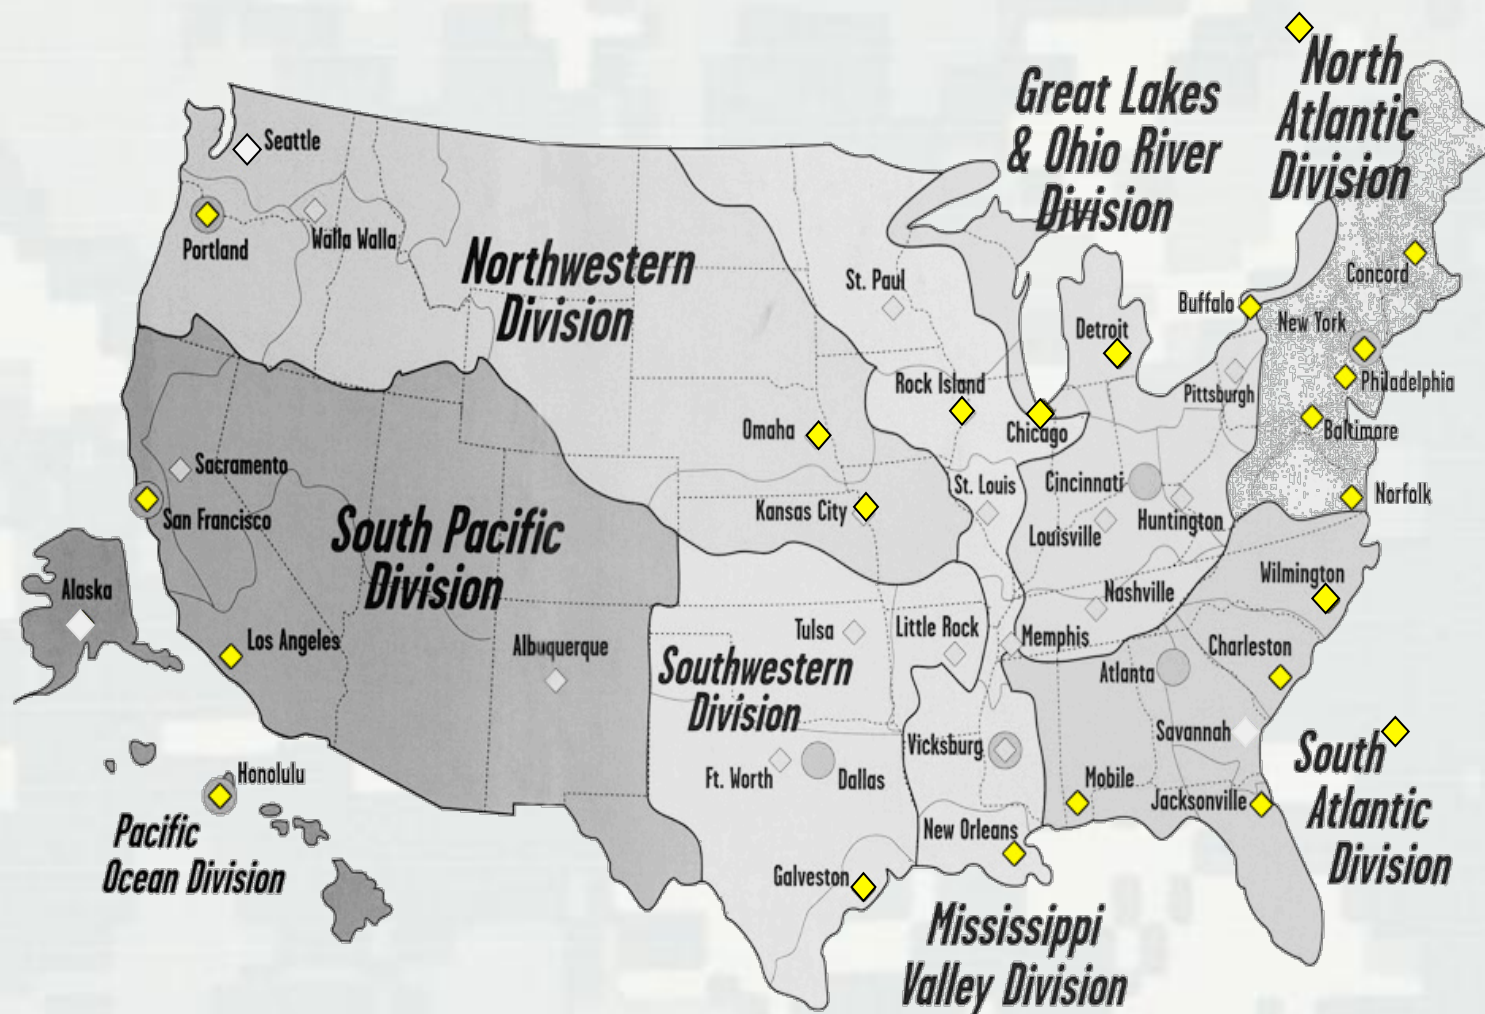 North
Atlantic
Division
Great Lakes
& Ohio River
Division
Seattle
Portland
Walla Walla
Northwestern
Division
St. Paul
Concord
Buffalo
New York
Detroit
Rock Island
Pittsburgh
Philadelphia
Omaha
Chicago
Baltimore
Sacramento
San Francisco
Kansas City
St. Louis
Cincinnati
Louisville
Huntington
Norfolk
South Pacific
Division
Alaska
Wilmington
Nashville
Los Angeles
Albuquerque
Tulsa
Little Rock
Memphis
Charleston
Southwestern
Division
Atlanta
Savannah
Vicksburg
Ft. Worth
Dallas
Mobile
Jacksonville
South
Atlantic
Division
Honolulu
Pacific
Ocean Division
New Orleans
Galveston
Mississippi
Valley Division